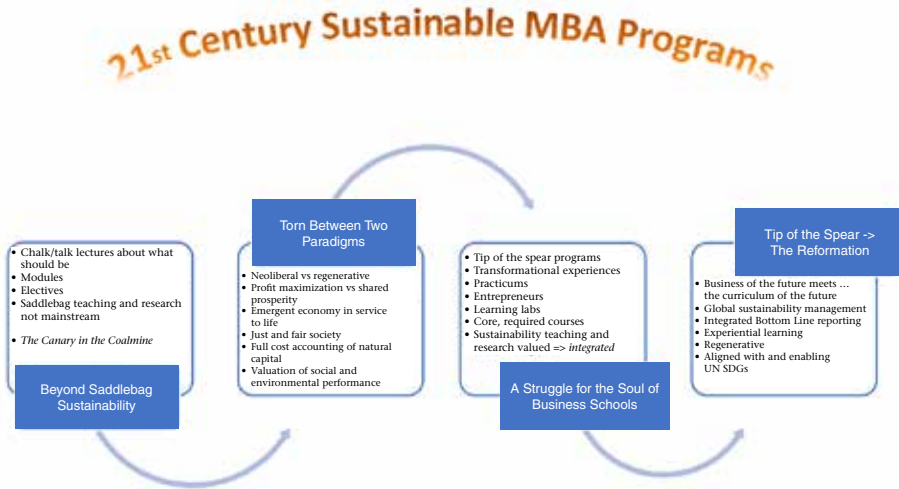 21st Century Sustainable MBA Programs
• Chalk/talk lectures about what
should be
• Modules
• Electives
• Saddlebag teaching and research
not mainstream
• The Canary in the Coalmine
Beyond Saddlebag
Sustainability
Torn Between Two
Paradigms
• Neoliberal vs regenerative
• Profit maximization vs shared
prosperity
• Emergent economy in service
to life
• Just and fair society
• Full cost accounting of natural
capital
• Valuation of social and
environmental performance
• Tip of the spear programs
• Transformational experiences
• Practicums
• Entrepreneurs
• Learning labs
• Core, required courses
• Sustainability teaching and
research valued => integrated
A Struggle for the Soul of
Business Schools
Tip of the Spear ->
The Reformation
• Business of the future meets …
the curriculum of the future
• Global sustainability management
• Integrated Bottom Line reporting
• Experiential learning
• Regenerative
• Aligned with and enabling
UN SDGs